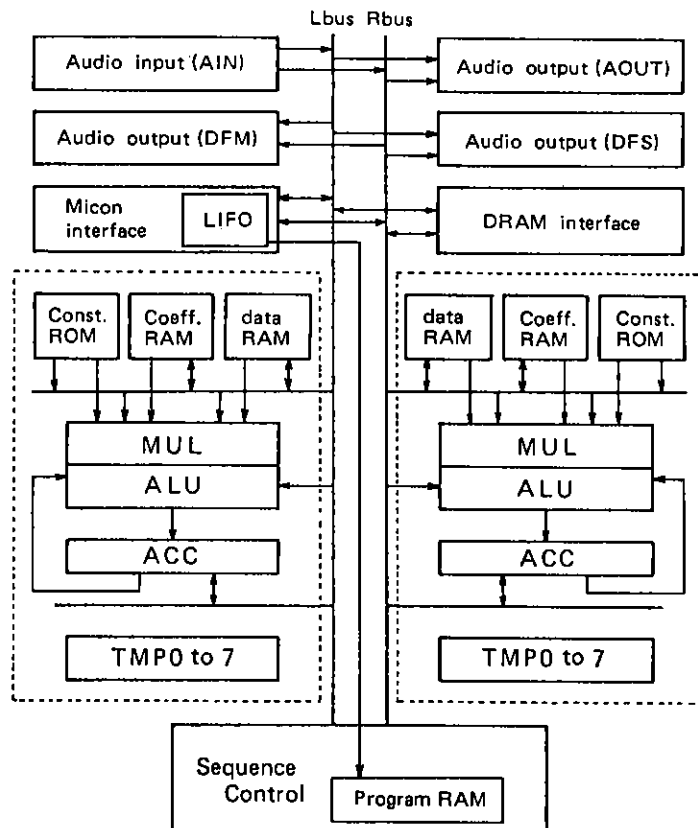 Lbus Rbus
Audio input (AIN)
Audio output (AOUT)
Audio output (DFM)
Audio output (DFS)
Micon
interface
LIFO
DRAM interface
Const.
ROM
Coeff.
RAM
data
RAM
data
RAM
Coeff.
RAM
Const.
ROM
MUL
ALU
ACC
TMP0 to 7
MUL
ALU
ACC
TMP0 to 7
Sequence
Control
Program RAM